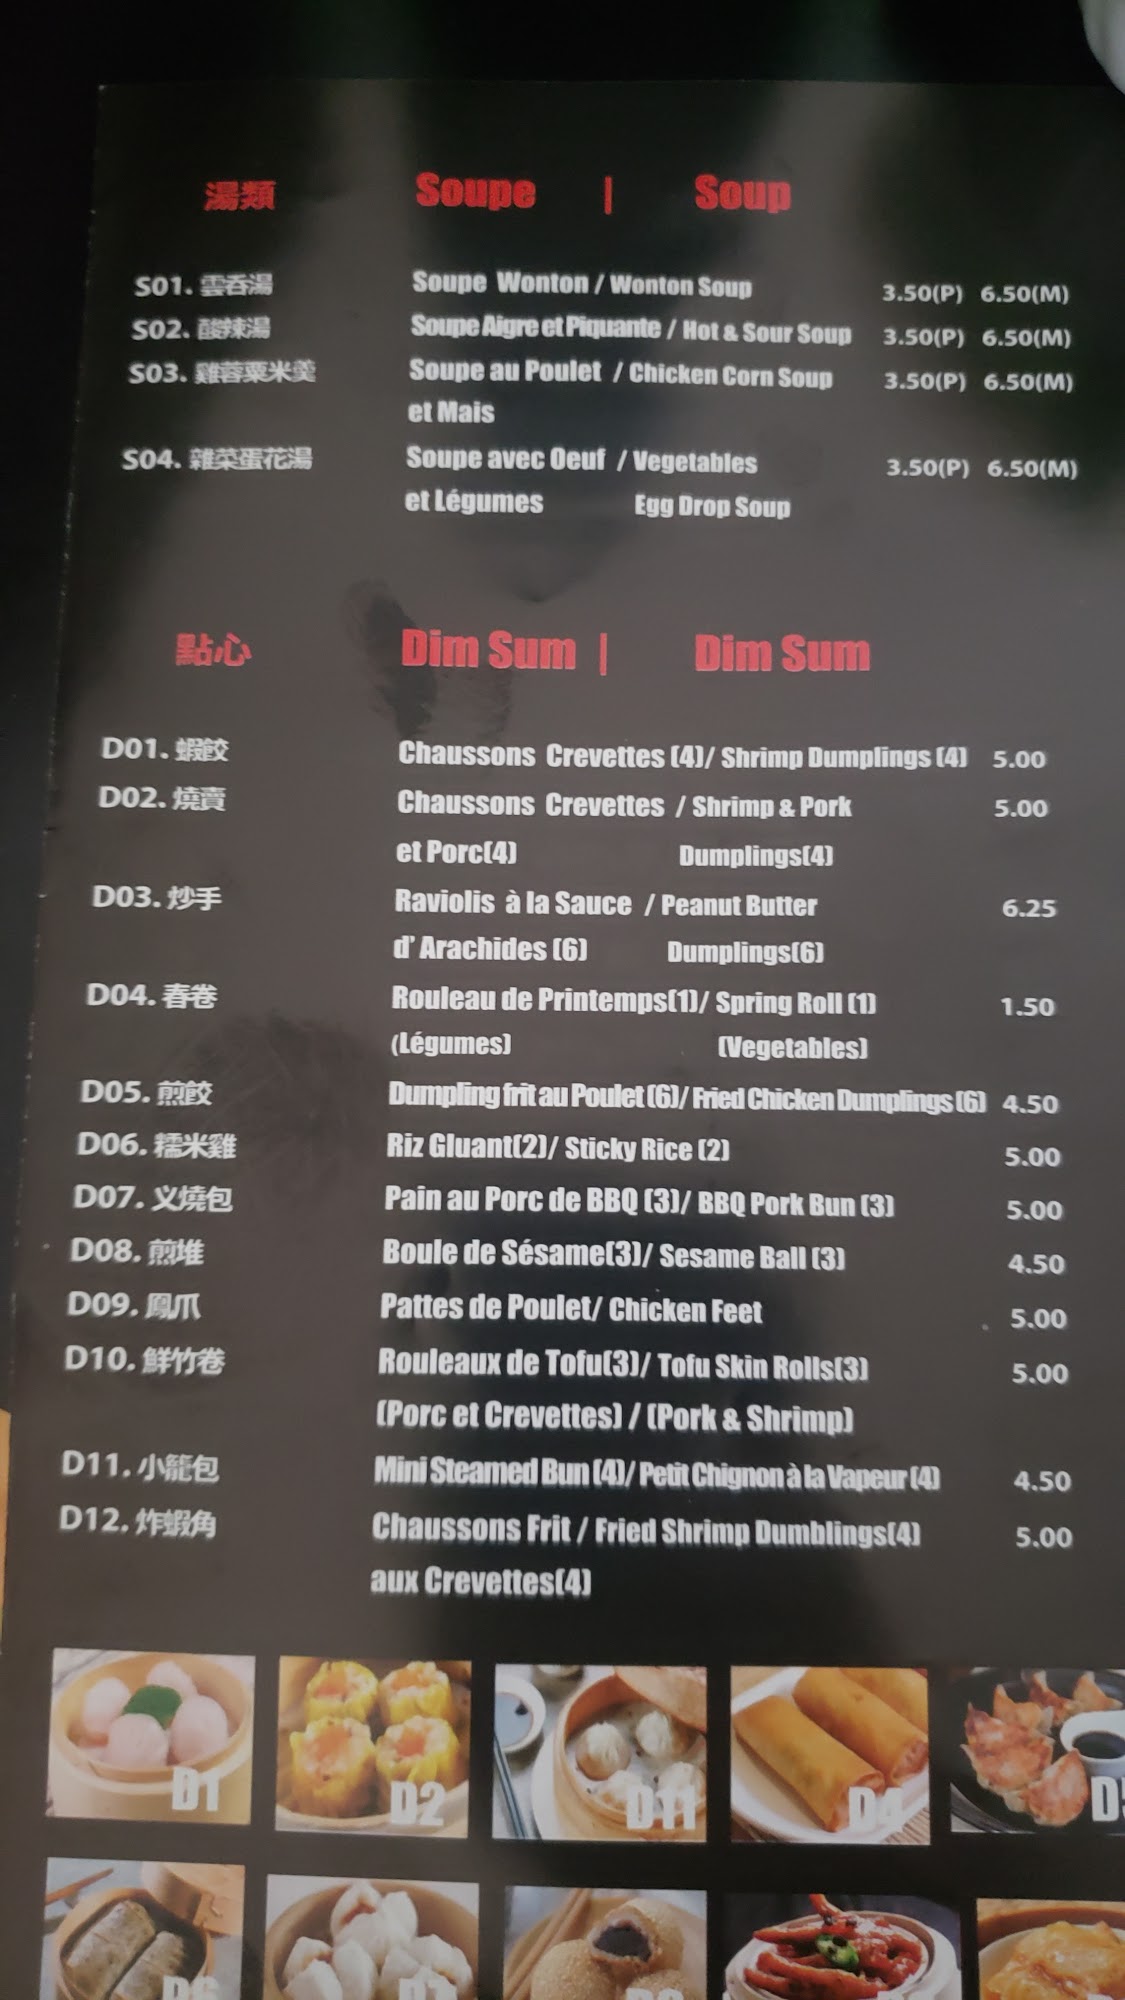 湯類 Soupe | Soup
S01. 雲呑湯 Soupe Wonton / Wonton Soup 3.50(P) 6.50(M)
S02. 酸辣湯 Soupe Aigre et Piquante / Hot & Sour Soup 3.50(P) 6.50(M)
S03. 雞蓉粟米羹 Soupe au Poulet / Chicken Corn Soup 3.50(P) 6.50(M)
et Mais
S04. 雜菜蛋花湯 Soupe avec Oeuf / Vegetables 3.50(P) 6.50(M)
et Légumes Egg Drop Soup
點心 Dim Sum | Dim Sum
D01. 蝦餃 Chaussons Crevettes (4)/ Shrimp Dumplings (4) 5.00
D02. 燒賣 Chaussons Crevettes / Shrimp & Pork 5.00
et Porc(4) Dumplings(4)
D03. 炒手 Raviolis à la Sauce / Peanut Butter 6.25
d' Arachides (6) Dumplings(6)
D04. 春卷 Rouleau de Printemps(1)/ Spring Roll (1) 1.50
(Légumes) (Vegetables)
D05. 煎餃 Dumpling frit au Poulet (6)/ Fried Chicken Dumplings (6) 4.50
D06. 糯米雞 Riz Gluant(2)/ Sticky Rice (2) 5.00
D07. 义燒包 Pain au Porc de BBQ (3)/ BBQ Pork Bun (3) 5.00
D08. 煎堆 Boule de Sésame(3)/ Sesame Ball (3) 4.50
D09. 鳳爪 Pattes de Poulet/ Chicken Feet 5.00
D10. 鮮竹卷 Rouleaux de Tofu(3)/ Tofu Skin Rolls(3) 5.00
(Porc et Crevettes) / (Pork & Shrimp)
D11. 小籠包 Mini Steamed Bun (4)/ Petit Chignon à la Vapeur (4) 4.50
D12. 炸蝦角 Chaussons Frit / Fried Shrimp Dumblings(4) 5.00
aux Crevettes(4)
D1 D2 D11 D4 D5
D6 D7 D8